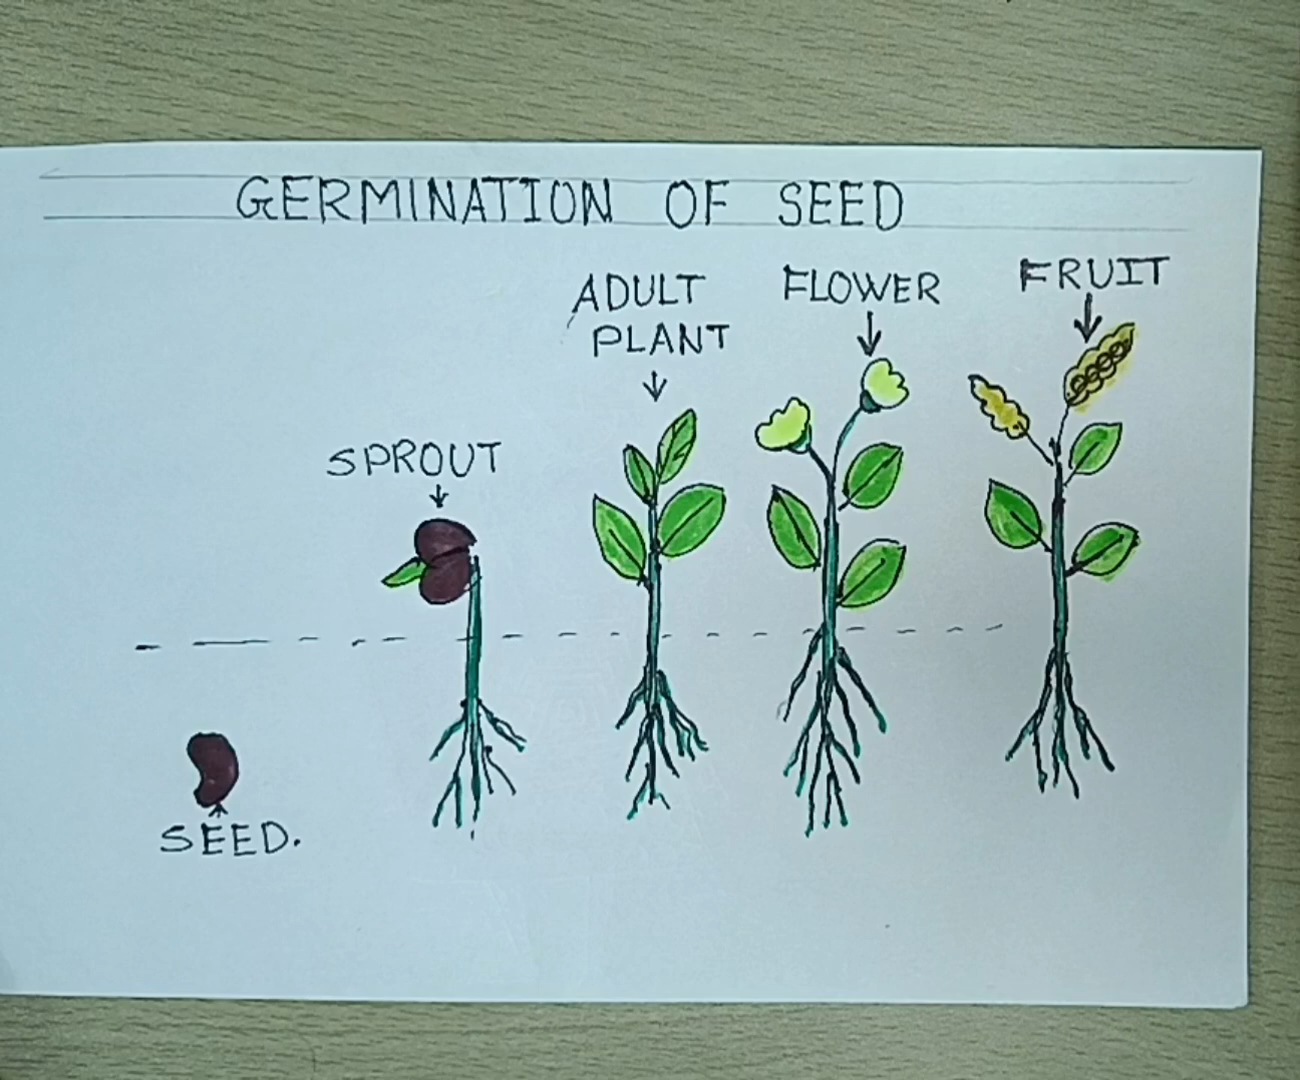 GERMINATION OF SEED
ADULT
PLANT
FLOWER
FRUIT
SPROUT
SEED.